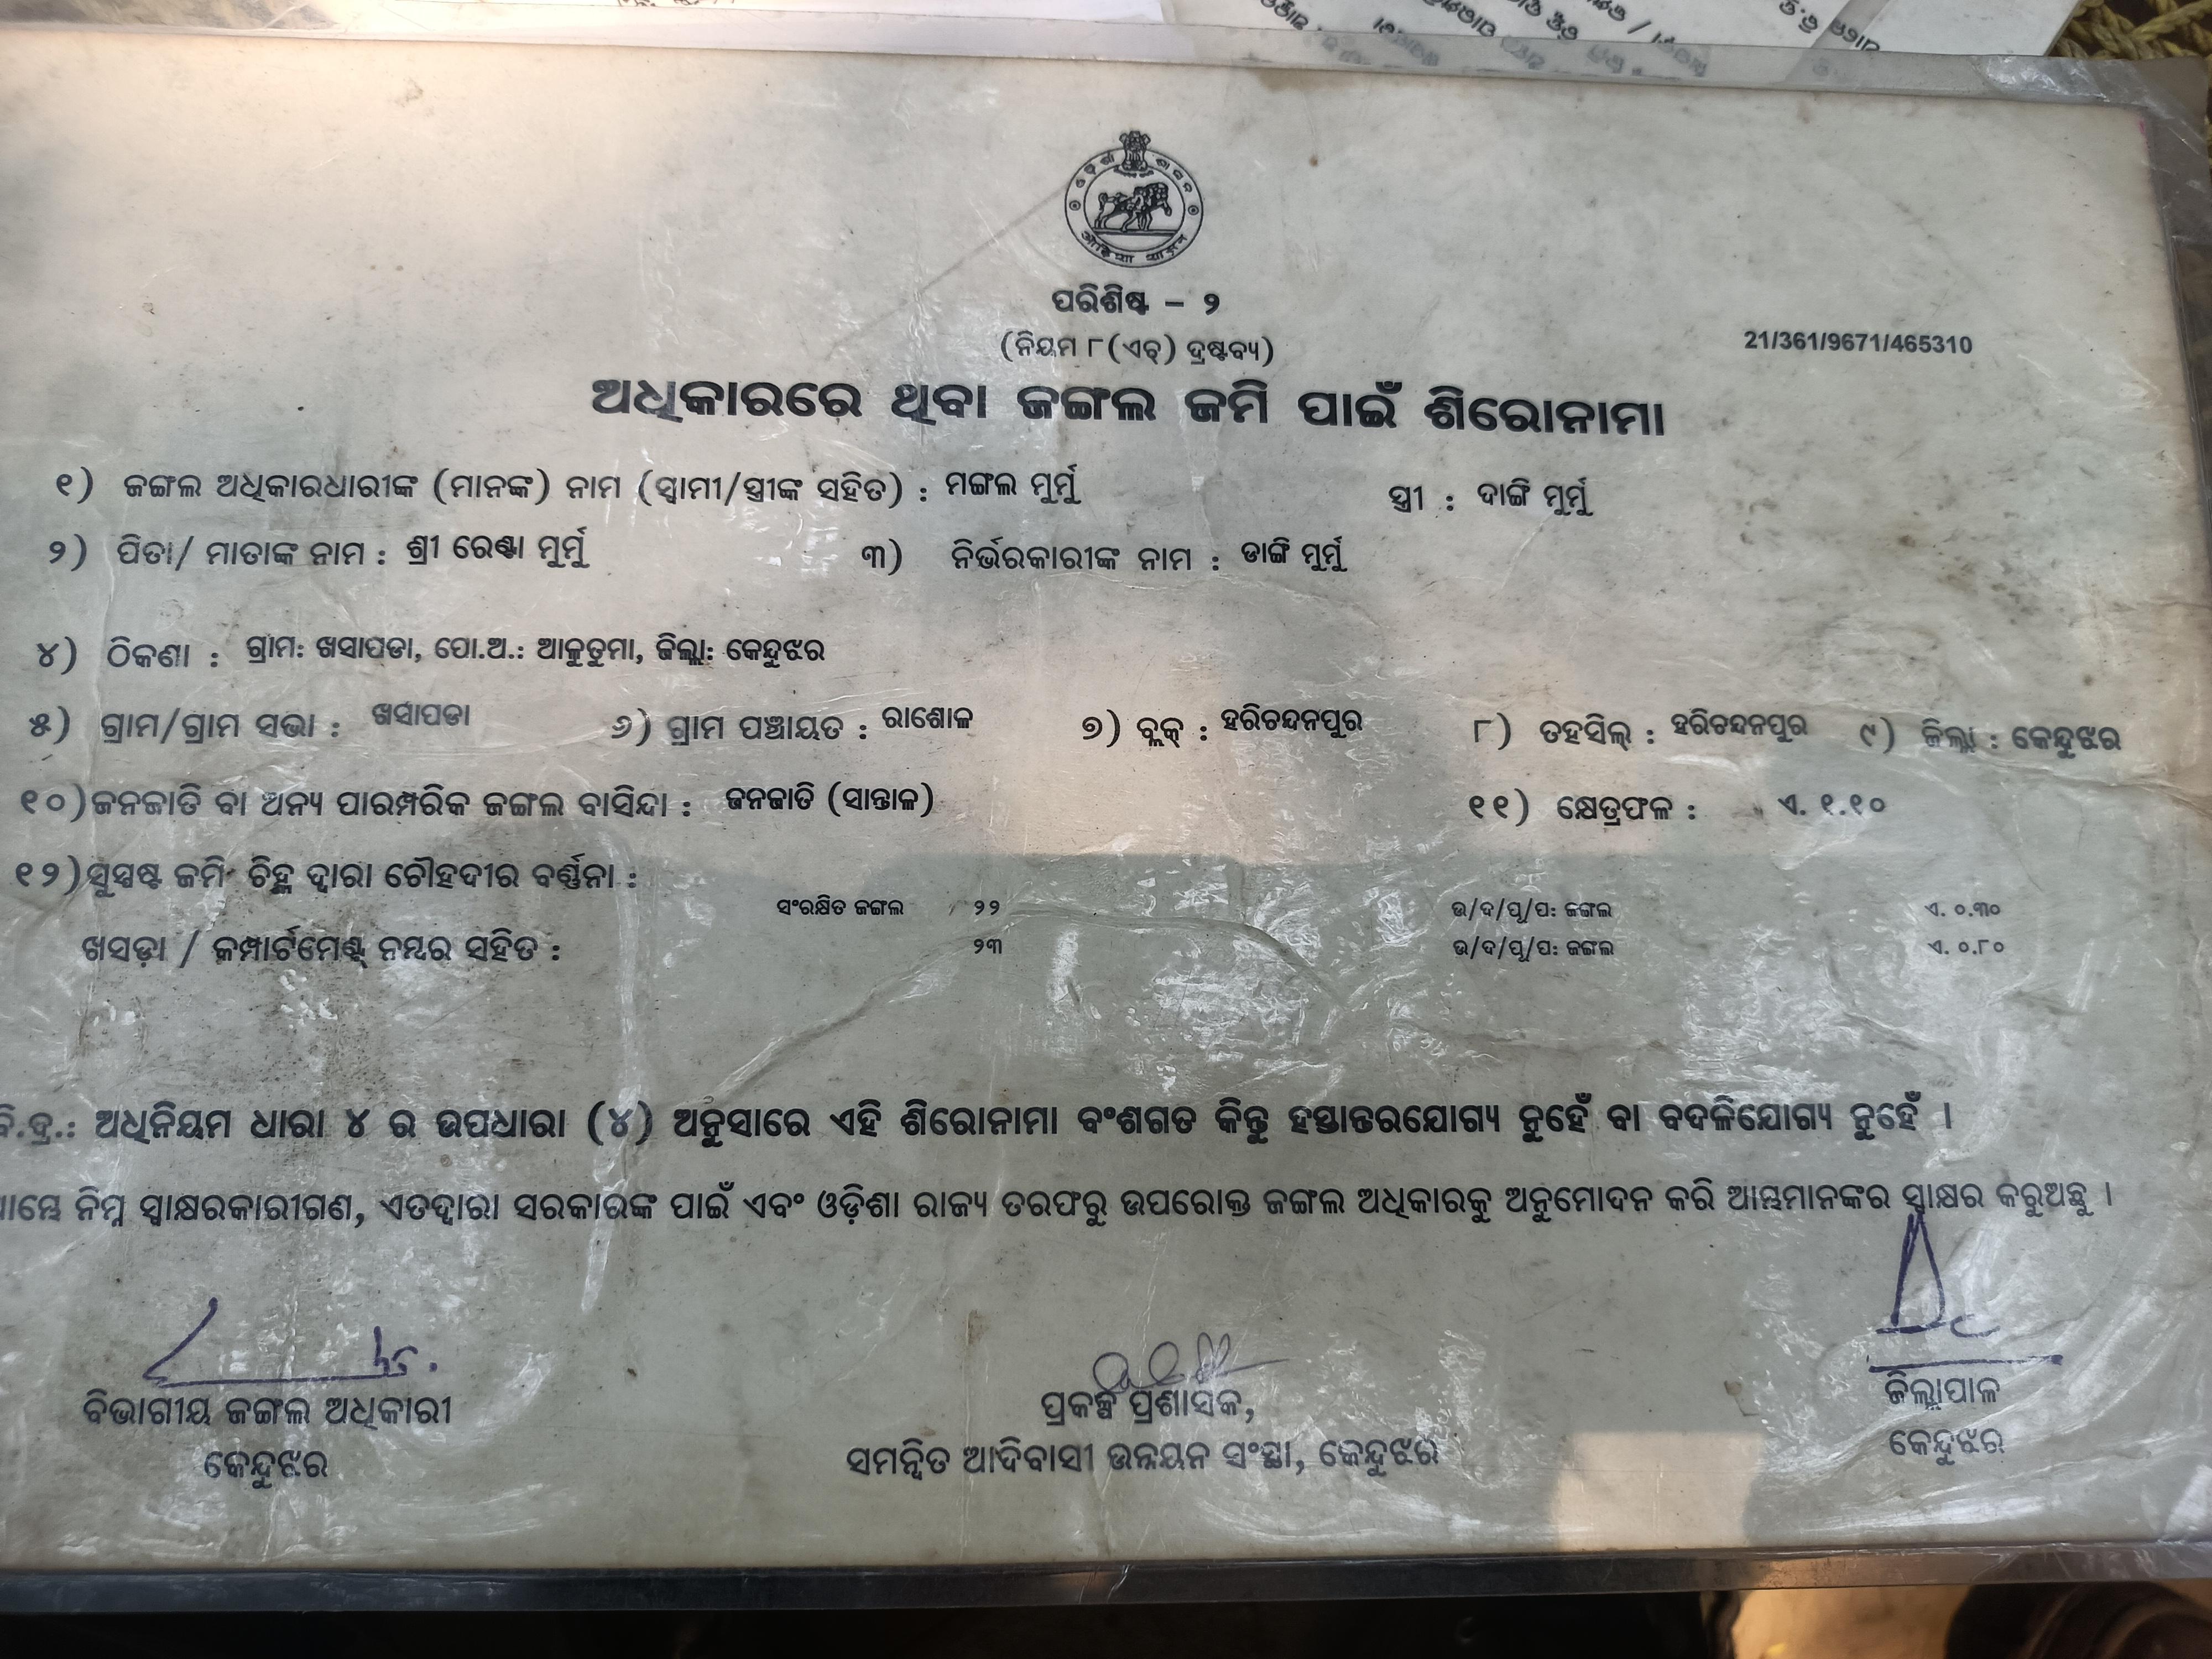 ଓଡ଼ିଶା ଶାସନ
ओड़िशा शासन
ପରିଶିଷ୍ଟ – ୨
(ନିୟମ ୮(ଏଚ୍) ଦ୍ରଷ୍ଟବ୍ୟ)
21/361/9671/465310
ଅଧିକାରରେ ଥିବା ଜଙ୍ଗଲ ଜମି ପାଇଁ ଶିରୋନାମା
୧) ଜଙ୍ଗଲ ଅଧିକାରଧାରୀଙ୍କ (ମାନଙ୍କ) ନାମ (ସ୍ୱାମୀ/ସ୍ତ୍ରୀଙ୍କ ସହିତ) : ମଙ୍ଗଲ ମୁର୍ମୁ ସ୍ତ୍ରୀ : ଦାଙ୍ଗି ମୁର୍ମୁ
୨) ପିତା/ ମାତାଙ୍କ ନାମ : ଶ୍ରୀ ରେଣ୍ଟା ମୁର୍ମୁ ୩) ନିର୍ଭରକାରୀଙ୍କ ନାମ : ଡାଙ୍ଗି ମୁର୍ମୁ
୪) ଠିକଣା : ଗ୍ରାମ: ଖସାପଡା, ପୋ.ଅ.: ଆଳୁତୁମା, ଜିଲ୍ଲା: କେନ୍ଦୁଝର
୫) ଗ୍ରାମ/ଗ୍ରାମ ସଭା : ଖସାପଡା ୬) ଗ୍ରାମ ପଞ୍ଚାୟତ : ରାଶୋଳ ୭) ବ୍ଲକ୍ : ହରିଚନ୍ଦନପୁର ୮) ତହସିଲ୍ : ହରିଚନ୍ଦନପୁର ୯) ଜିଲ୍ଲା : କେନ୍ଦୁଝର
୧୦) ଜନଜାତି ବା ଅନ୍ୟ ପାରମ୍ପରିକ ଜଙ୍ଗଲ ବାସିନ୍ଦା : ଜନଜାତି (ସାନ୍ତାଳ) ୧୧) କ୍ଷେତ୍ରଫଳ : ଏ. ୧.୧୦
୧୨) ସୁସ୍ପଷ୍ଟ ଜମି ଚିହ୍ନ ଦ୍ୱାରା ଚୌହଦୀର ବର୍ଣ୍ଣନା :
ସଂରକ୍ଷିତ ଜଙ୍ଗଲ ୨୨ ଉ/ଦ/ପୂ/ପ: ଜଙ୍ଗଲ ଏ. ୦.୩୦
ଖସଡ଼ା / କମ୍ପାର୍ଟମେଣ୍ଟ୍ ନମ୍ବର ସହିତ : ୨୩ ଉ/ଦ/ପୂ/ପ: ଜଙ୍ଗଲ ଏ. ୦.୮୦
ବି.ଦ୍ର.: ଅଧିନିୟମ ଧାରା ୪ ର ଉପଧାରା (୪) ଅନୁସାରେ ଏହି ଶିରୋନାମା ବଂଶଗତ କିନ୍ତୁ ହସ୍ତାନ୍ତରଯୋଗ୍ୟ ନୁହେଁ ବା ବଦଳିଯୋଗ୍ୟ ନୁହେଁ ।
ନିମ୍ନ ସ୍ୱାକ୍ଷରକାରୀଗଣ, ଏତଦ୍ୱାରା ସରକାରଙ୍କ ପାଇଁ ଏବଂ ଓଡ଼ିଶା ରାଜ୍ୟ ତରଫରୁ ଉପରୋକ୍ତ ଜଙ୍ଗଲ ଅଧିକାରକୁ ଅନୁମୋଦନ କରି ଆମ୍ଭମାନଙ୍କର ସ୍ୱାକ୍ଷର କରୁଅଛୁ ।
ବିଭାଗୀୟ ଜଙ୍ଗଲ ଅଧିକାରୀ
କେନ୍ଦୁଝର
ପ୍ରକଳ୍ପ ପ୍ରଶାସକ,
ସମନ୍ୱିତ ଆଦିବାସୀ ଉନ୍ନୟନ ସଂସ୍ଥା, କେନ୍ଦୁଝର
ଜିଲ୍ଲାପାଳ
କେନ୍ଦୁଝର